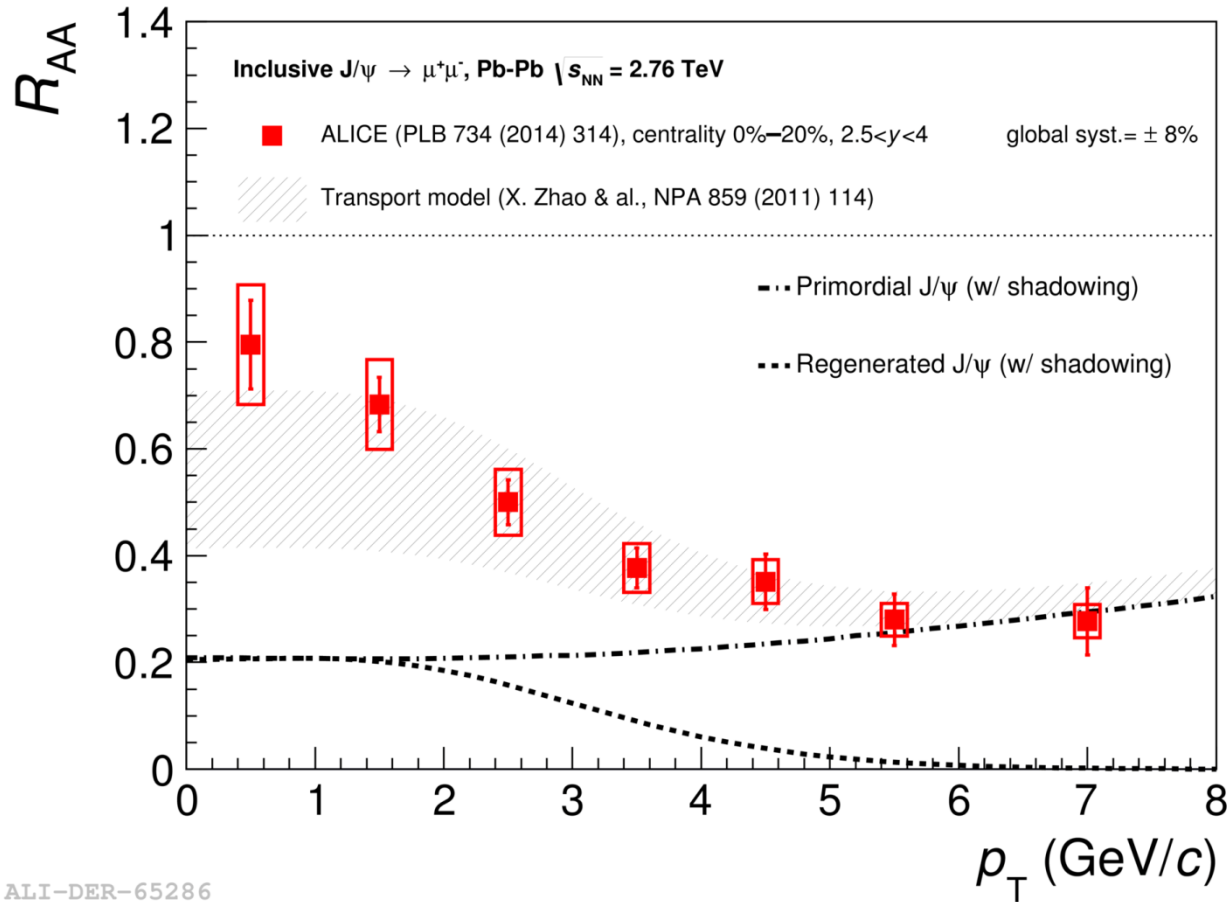 R_AA
1.4
1.2
1
0.8
0.6
0.4
0.2
0
Inclusive J/ψ → μ⁺μ⁻, Pb-Pb √s_NN = 2.76 TeV
ALICE (PLB 734 (2014) 314), centrality 0%−20%, 2.5<y<4 global syst.= ± 8%
Transport model (X. Zhao & al., NPA 859 (2011) 114)
Primordial J/ψ (w/ shadowing)
Regenerated J/ψ (w/ shadowing)
0 1 2 3 4 5 6 7 8
p_T (GeV/c)
ALI−DER−65286